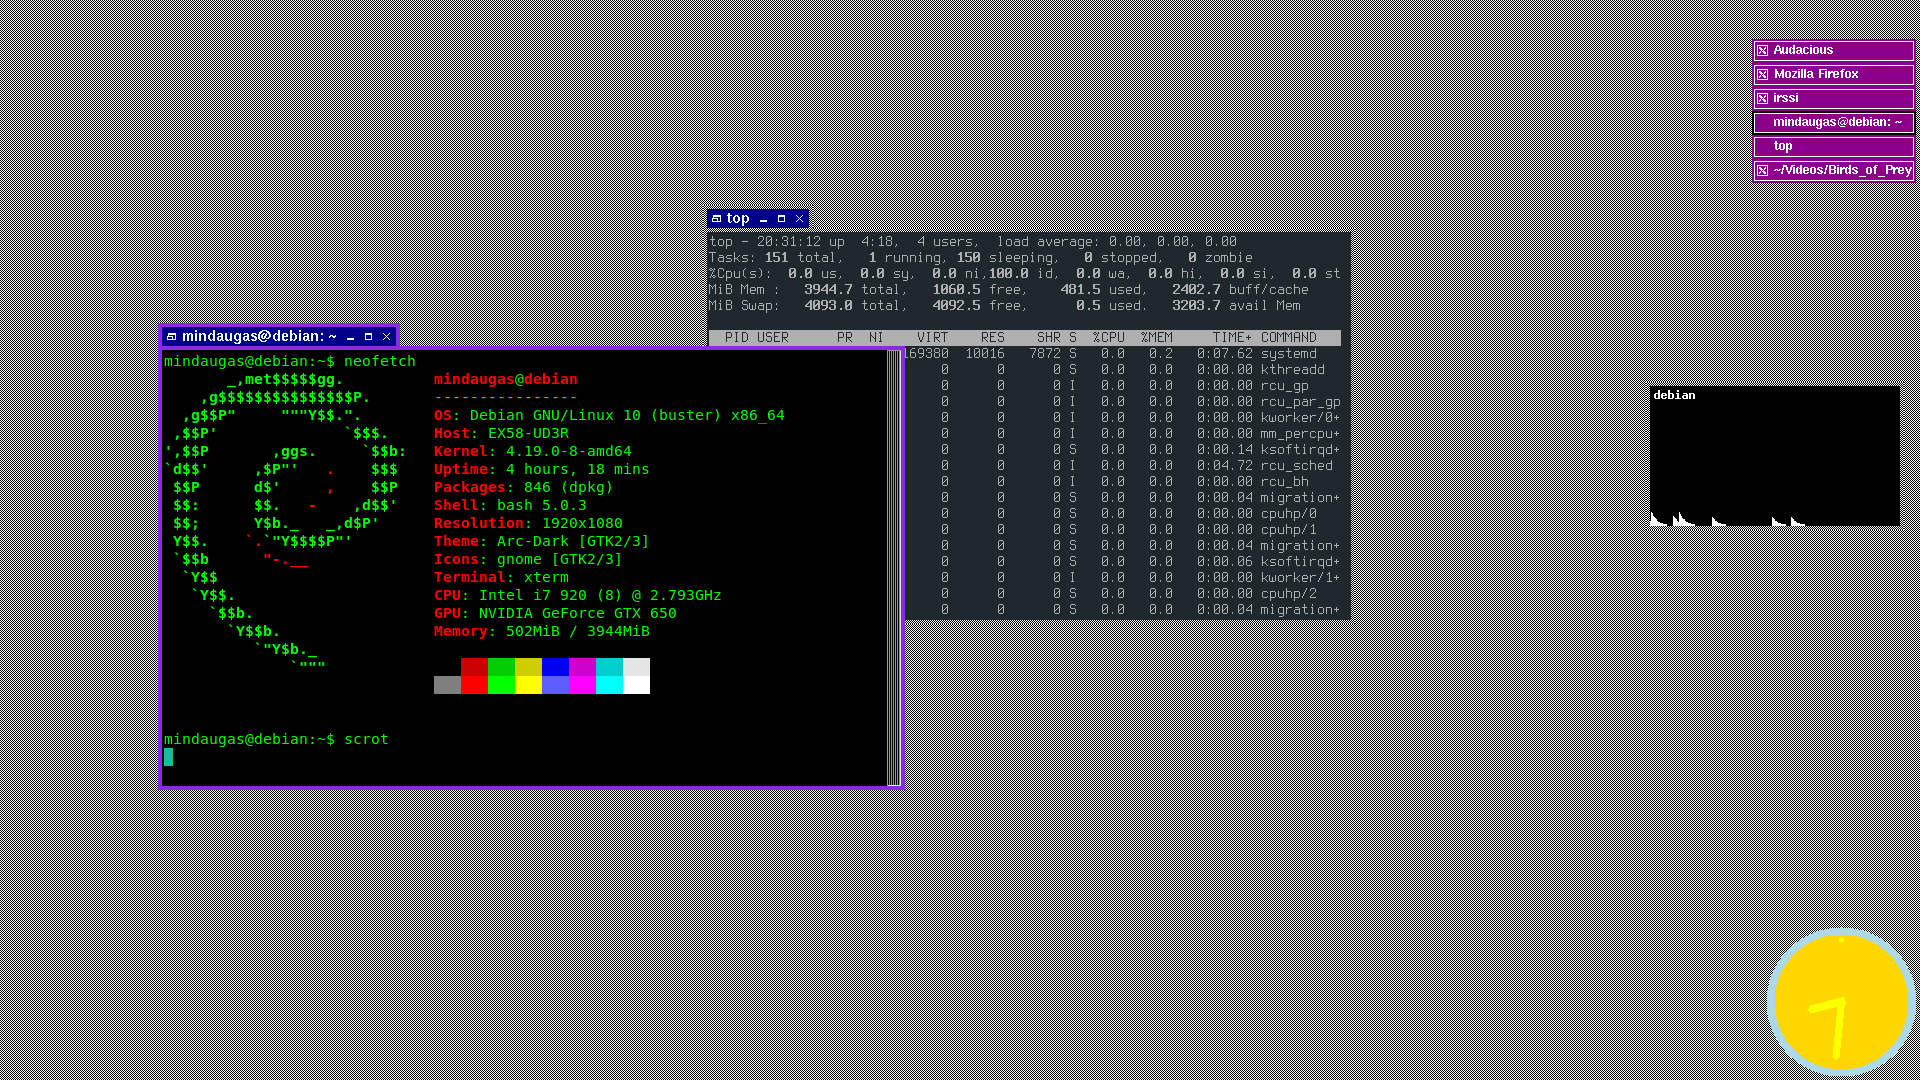 Audacious
Mozilla Firefox
irssi
mindaugas@debian: ~
top
~/Videos/Birds_of_Prey
top
top - 20:31:12 up  4:18,  4 users,  load average: 0.00, 0.00, 0.00
Tasks: 151 total,   1 running, 150 sleeping,   0 stopped,   0 zombie
%Cpu(s):  0.0 us,  0.0 sy,  0.0 ni,100.0 id,  0.0 wa,  0.0 hi,  0.0 si,  0.0 st
MiB Mem :   3944.7 total,   1060.5 free,    481.5 used,   2402.7 buff/cache
MiB Swap:   4093.0 total,   4092.5 free,      0.5 used.   3203.7 avail Mem
PID USER      PR  NI    VIRT    RES    SHR S  %CPU  %MEM     TIME+ COMMAND
169380  10016   7872 S   0.0   0.2   0:07.62 systemd
0      0      0 S   0.0   0.0   0:00.00 kthreadd
0      0      0 I   0.0   0.0   0:00.00 rcu_gp
0      0      0 I   0.0   0.0   0:00.00 rcu_par_gp
0      0      0 I   0.0   0.0   0:00.00 kworker/0+
0      0      0 I   0.0   0.0   0:00.00 mm_percpu+
0      0      0 S   0.0   0.0   0:00.14 ksoftirqd+
0      0      0 I   0.0   0.0   0:04.72 rcu_sched
0      0      0 I   0.0   0.0   0:00.00 rcu_bh
0      0      0 S   0.0   0.0   0:00.04 migration+
0      0      0 S   0.0   0.0   0:00.00 cpuhp/0
0      0      0 S   0.0   0.0   0:00.00 cpuhp/1
0      0      0 S   0.0   0.0   0:00.04 migration+
0      0      0 S   0.0   0.0   0:00.06 ksoftirqd+
0      0      0 I   0.0   0.0   0:00.00 kworker/1+
0      0      0 S   0.0   0.0   0:00.00 cpuhp/2
0      0      0 S   0.0   0.0   0:00.04 migration+
mindaugas@debian: ~
mindaugas@debian:~$ neofetch
       _,met$$$$$gg.          mindaugas@debian
    ,g$$$$$$$$$$$$$$$P.       ----------------
  ,g$$P"     """Y$$.".        OS: Debian GNU/Linux 10 (buster) x86_64
 ,$$P'              `$$$.     Host: EX58-UD3R
',$$P       ,ggs.     `$$b:   Kernel: 4.19.0-8-amd64
`d$$'     ,$P"'   .    $$$    Uptime: 4 hours, 18 mins
 $$P      d$'     ,    $$P    Packages: 846 (dpkg)
 $$:      $$.   -    ,d$$'    Shell: bash 5.0.3
 $$;      Y$b._   _,d$P'      Resolution: 1920x1080
 Y$$.    `.`"Y$$$$P"'         Theme: Arc-Dark [GTK2/3]
 `$$b      "-.__              Icons: gnome [GTK2/3]
  `Y$$                        Terminal: xterm
   `Y$$.                      CPU: Intel i7 920 (8) @ 2.793GHz
     `$$b.                    GPU: NVIDIA GeForce GTX 650
       `Y$$b.                 Memory: 502MiB / 3944MiB
          `"Y$b._
              `"""
mindaugas@debian:~$ scrot
debian